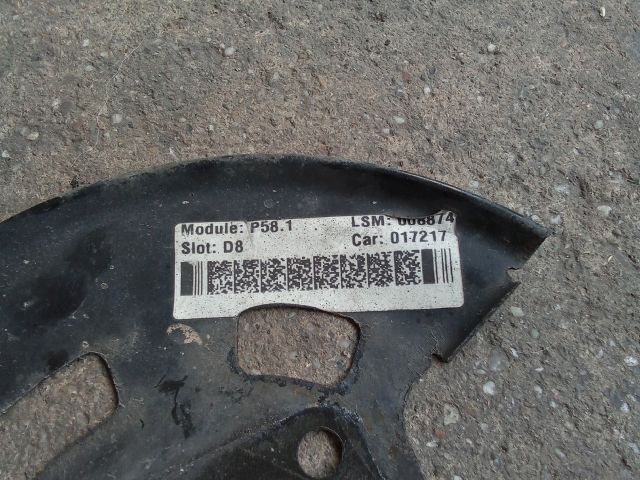 Module: P58.1 LSM: 008874
Slot: D8 Car: 017217